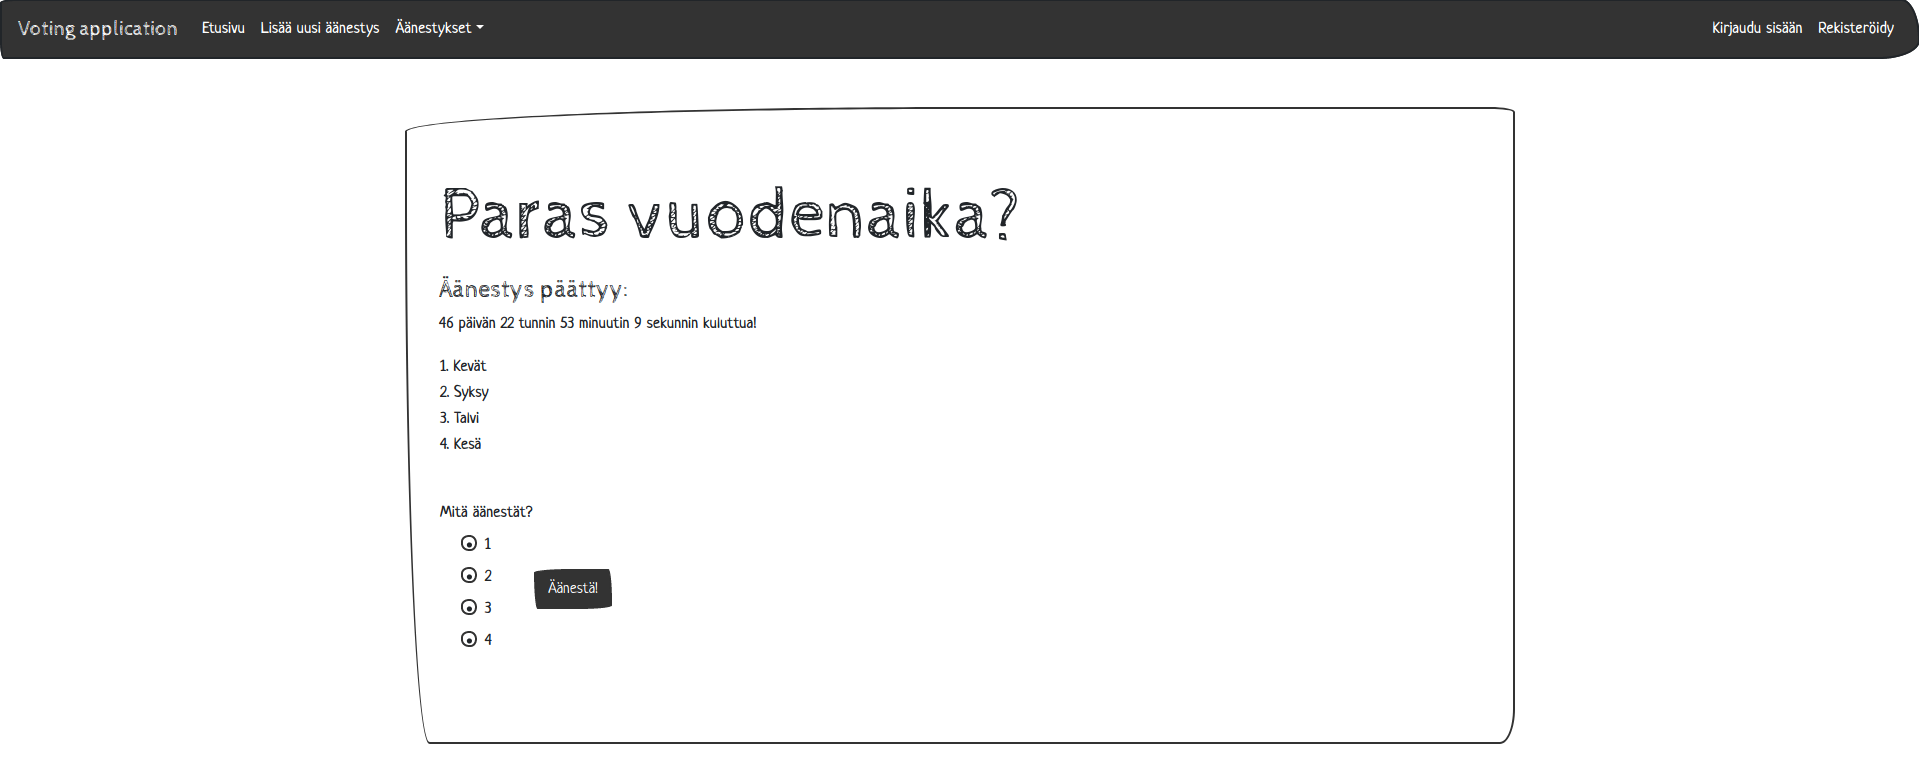 Voting application Etusivu Lisää uusi äänestys Äänestykset Kirjaudu sisään Rekisteröidy
Paras vuodenaika?
Äänestys päättyy:
46 päivän 22 tunnin 53 minuutin 9 sekunnin kuluttua!
1. Kevät
2. Syksy
3. Talvi
4. Kesä
Mitä äänestät?
1
2
3
4
Äänestä!